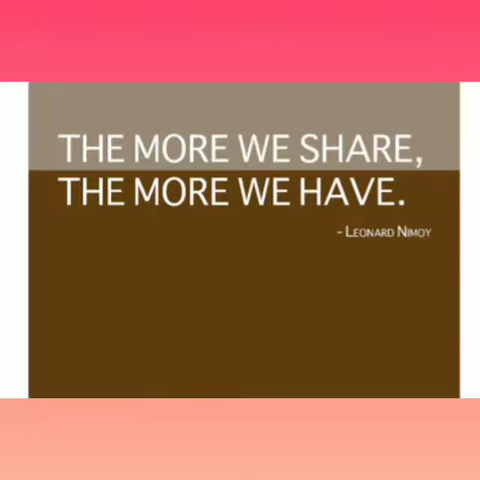 THE MORE WE SHARE,
THE MORE WE HAVE.
- LEONARD NIMOY